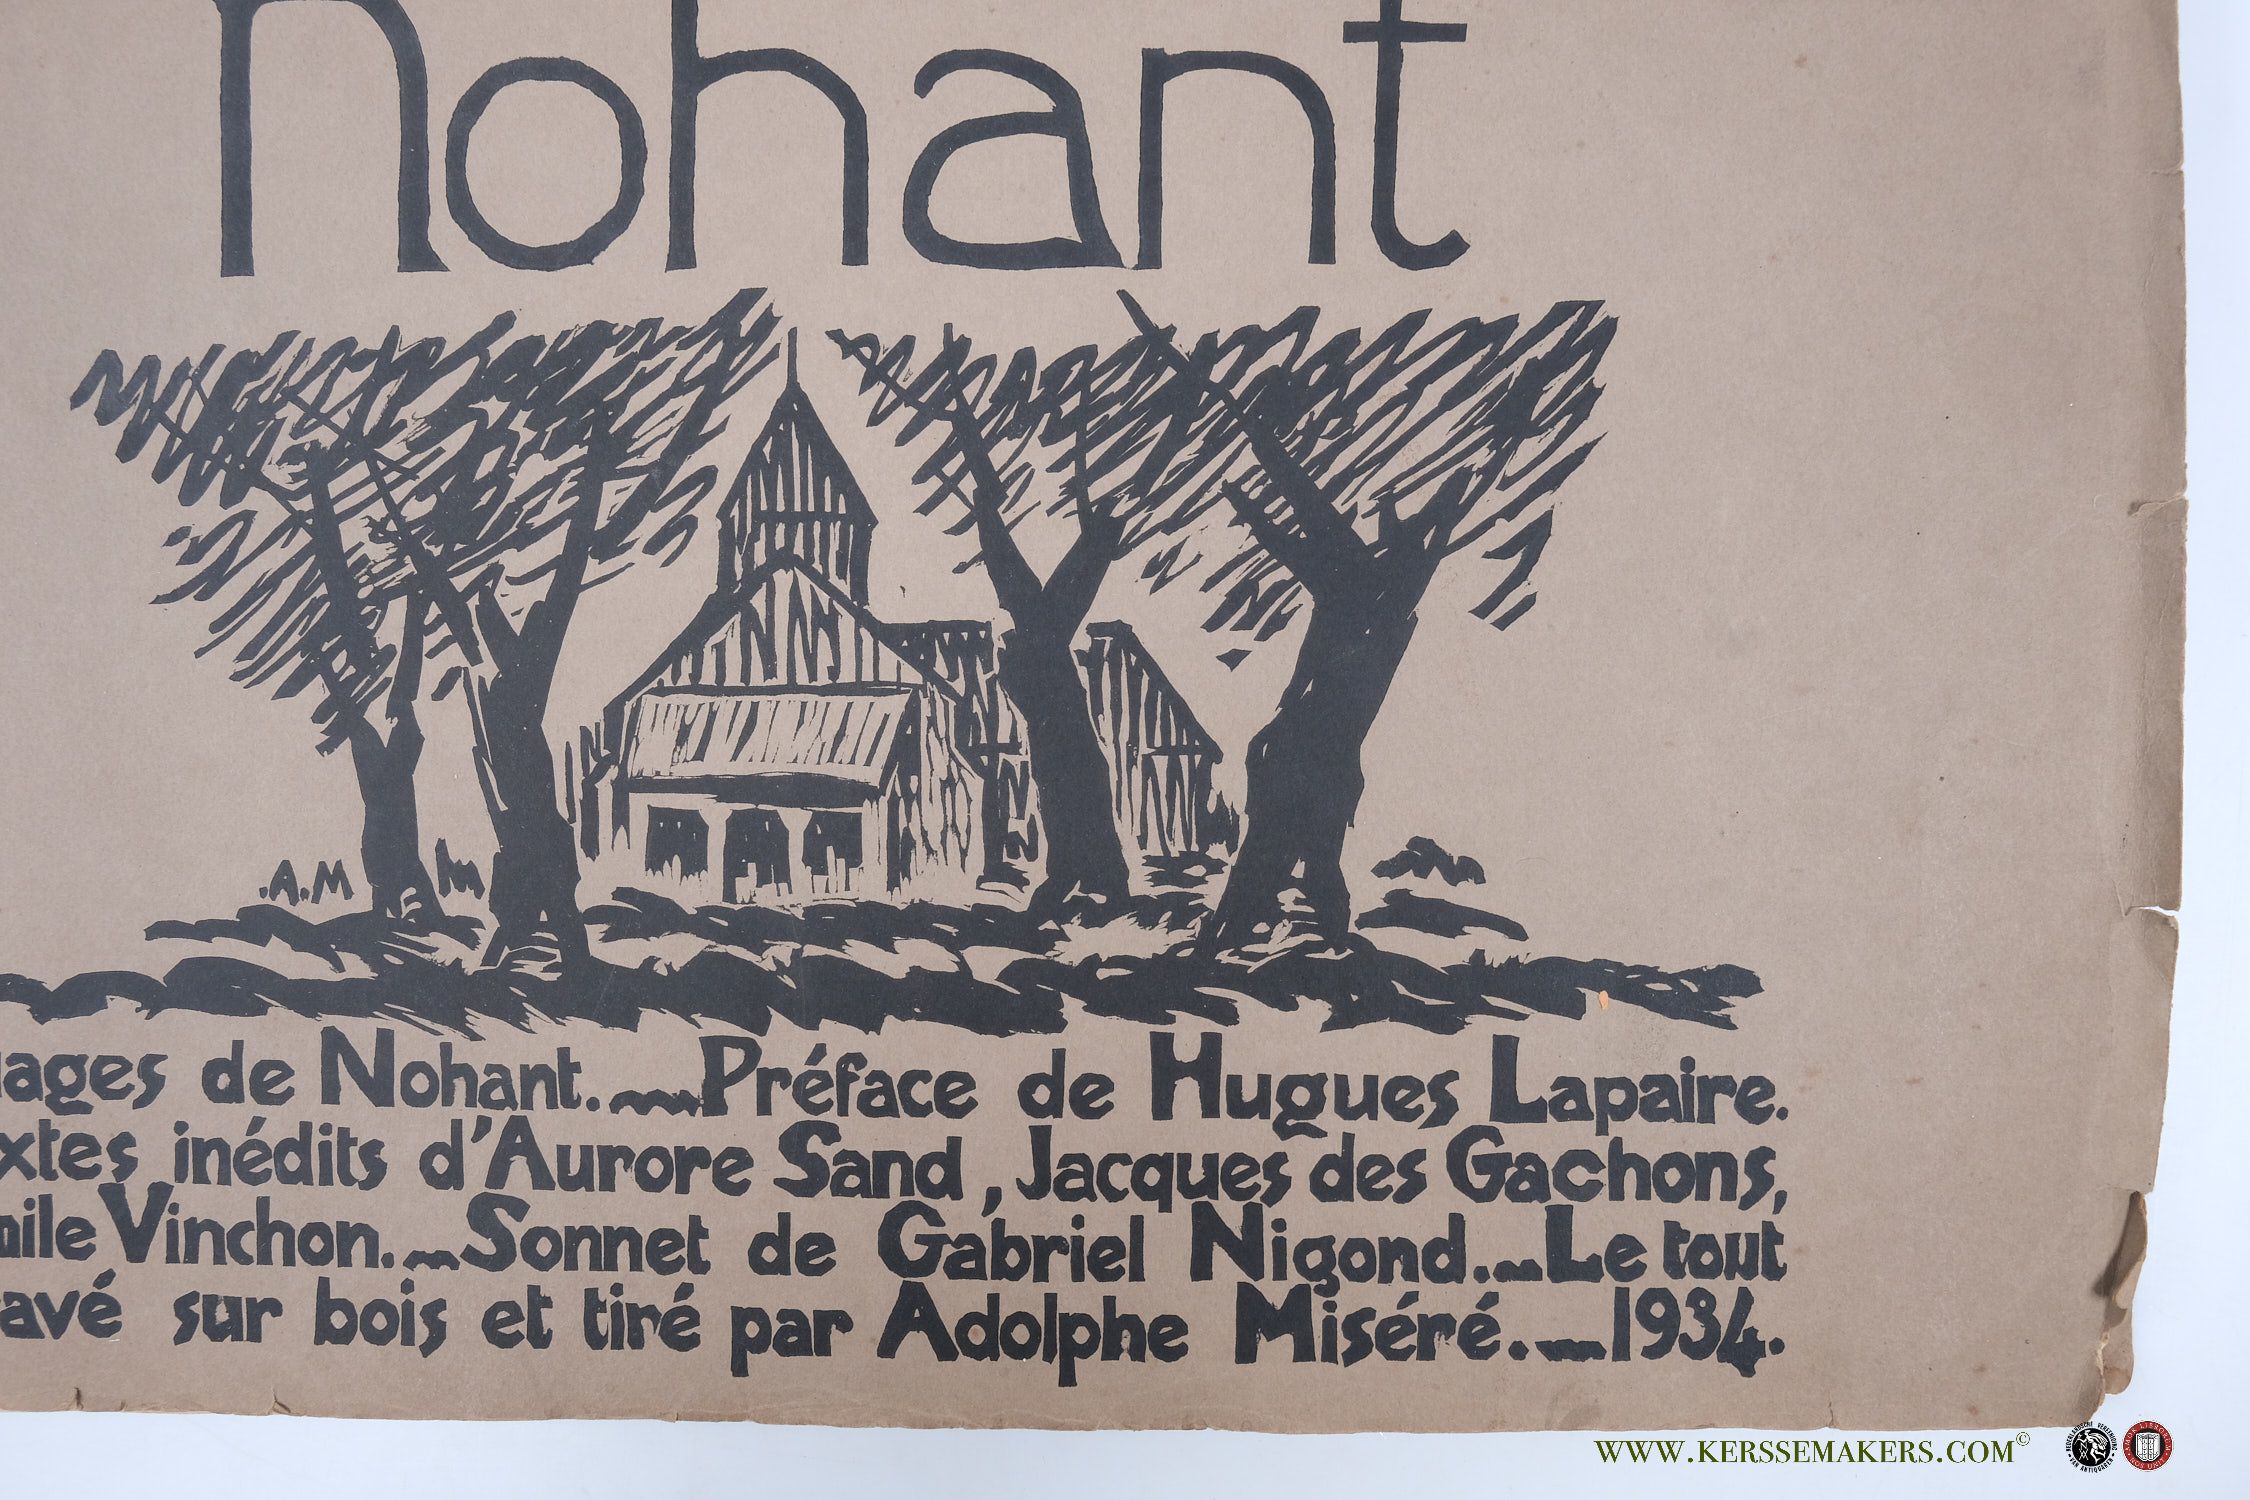 nohant
.A.M
ages de Nohant. Préface de Hugues Lapaire.
xtes inédits d'Aurore Sand, Jacques des Gachons,
ile Vinchon. Sonnet de Gabriel Nigond. Le tout
avé sur bois et tiré par Adolphe Miséré. 1934.
WWW.KERSSEMAKERS.COM©